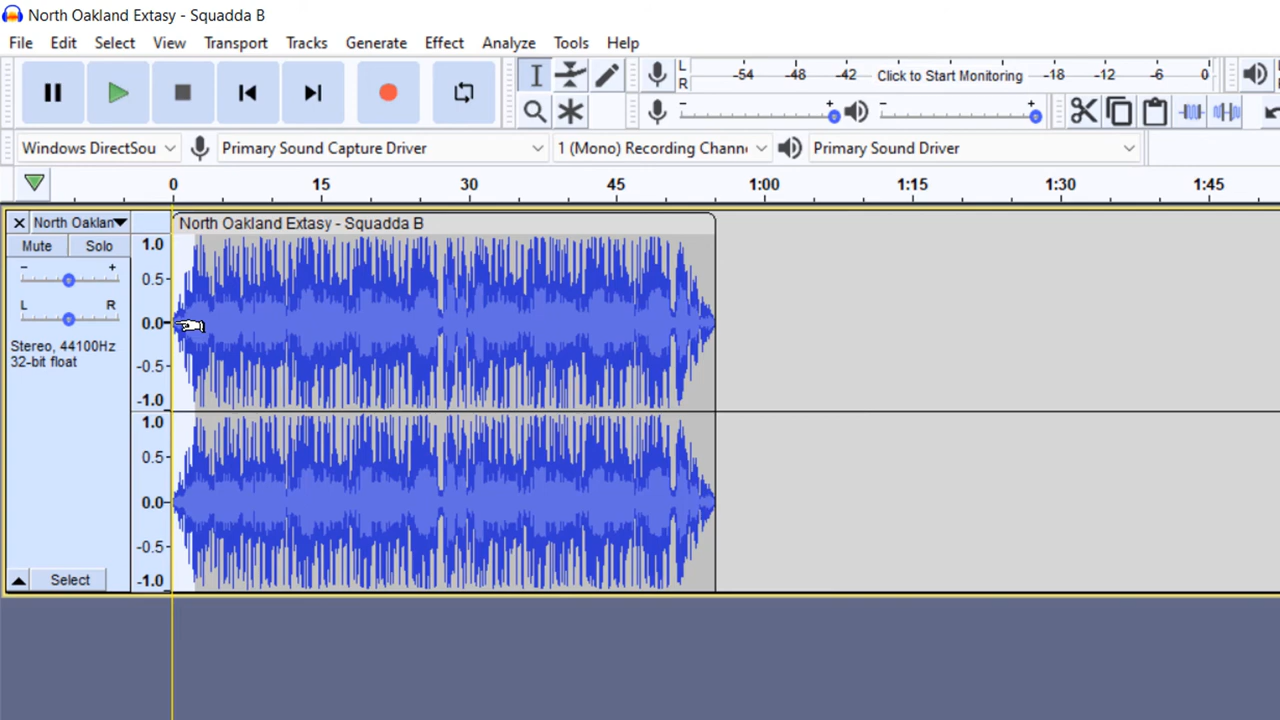 North Oakland Extasy - Squadda B
File Edit Select View Transport Tracks Generate Effect Analyze Tools Help
L R -54 -48 -42 Click to Start Monitoring -18 -12 -6 0 L R
- + - +
Windows DirectSou Primary Sound Capture Driver 1 (Mono) Recording Chann Primary Sound Driver
0 15 30 45 1:00 1:15 1:30 1:45
North Oaklan North Oakland Extasy - Squadda B
Mute Solo
- +
L R
Stereo, 44100Hz
32-bit float
1.0
0.5
0.0
-0.5
-1.0
1.0
0.5
0.0
-0.5
-1.0
Select